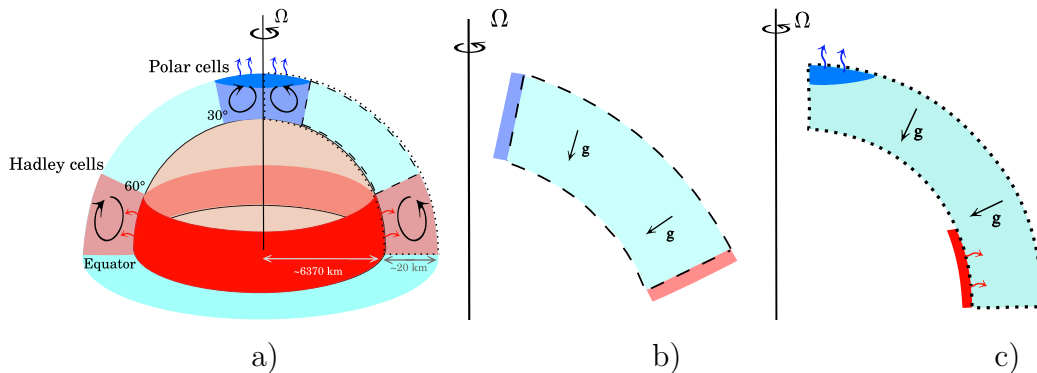 Ω
Polar cells
30°
Hadley cells
60°
Equator
~6370 km
~20 km
a)
Ω
g
g
b)
Ω
g
g
c)